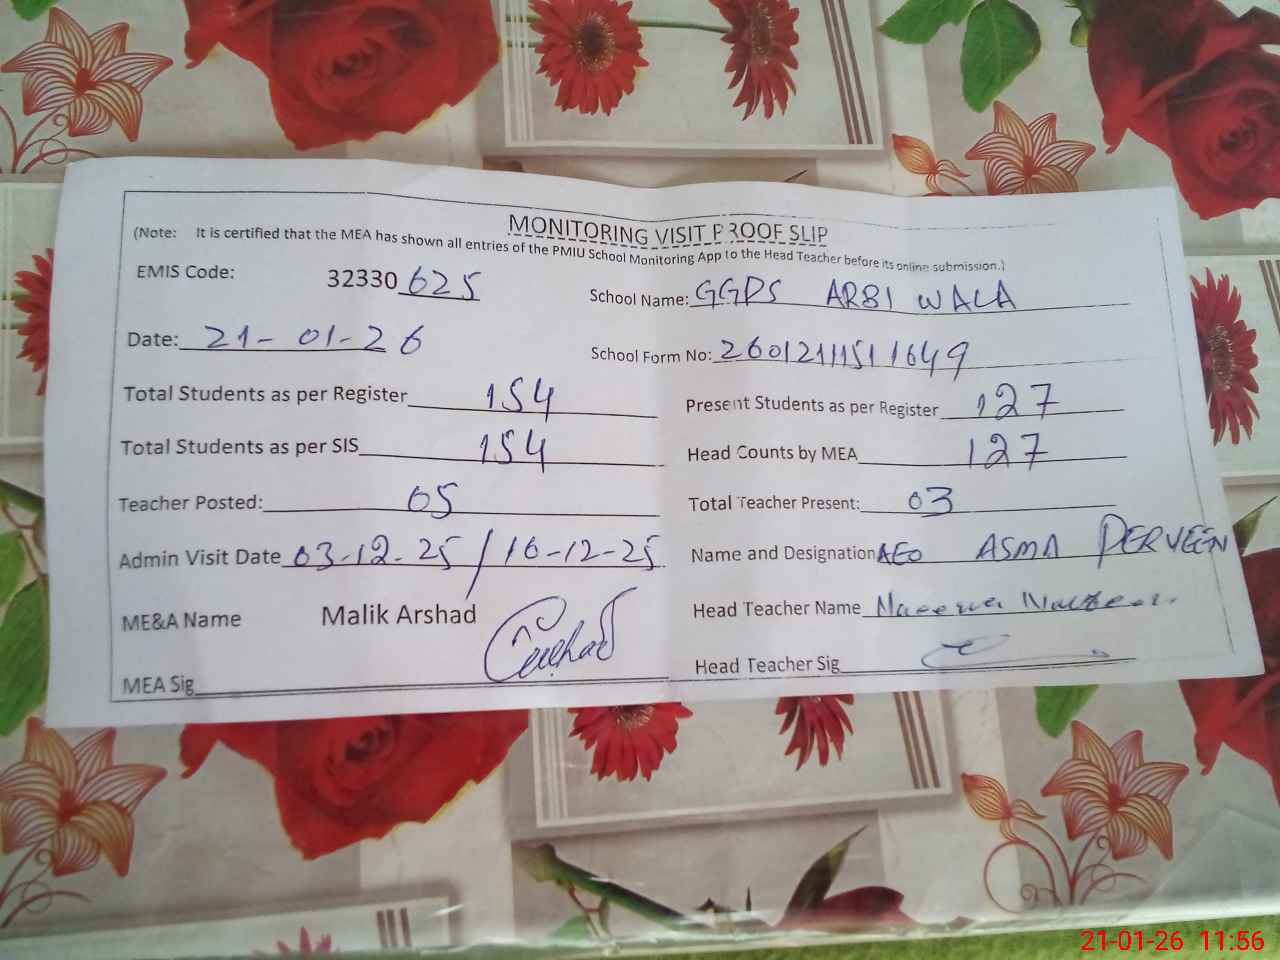 MONITORING VISIT PROOF SLIP
(Note: It is certified that the MEA has shown all entries of the PMIU School Monitoring App to the Head Teacher before its online submission.)
EMIS Code: 32330 625 School Name: GGPS ARBI WALA
Date: 21-01-26 School Form No: 26012111511649
Total Students as per Register 154 Present Students as per Register 127
Total Students as per SIS 154 Head Counts by MEA 127
Teacher Posted: 05 Total Teacher Present: 03
Admin Visit Date 03-12-25 / 16-12-25 Name and Designation AEO ASMA PERVEEN
ME&A Name Malik Arshad Head Teacher Name
MEA Sig Head Teacher Sig
21-01-26 11:56